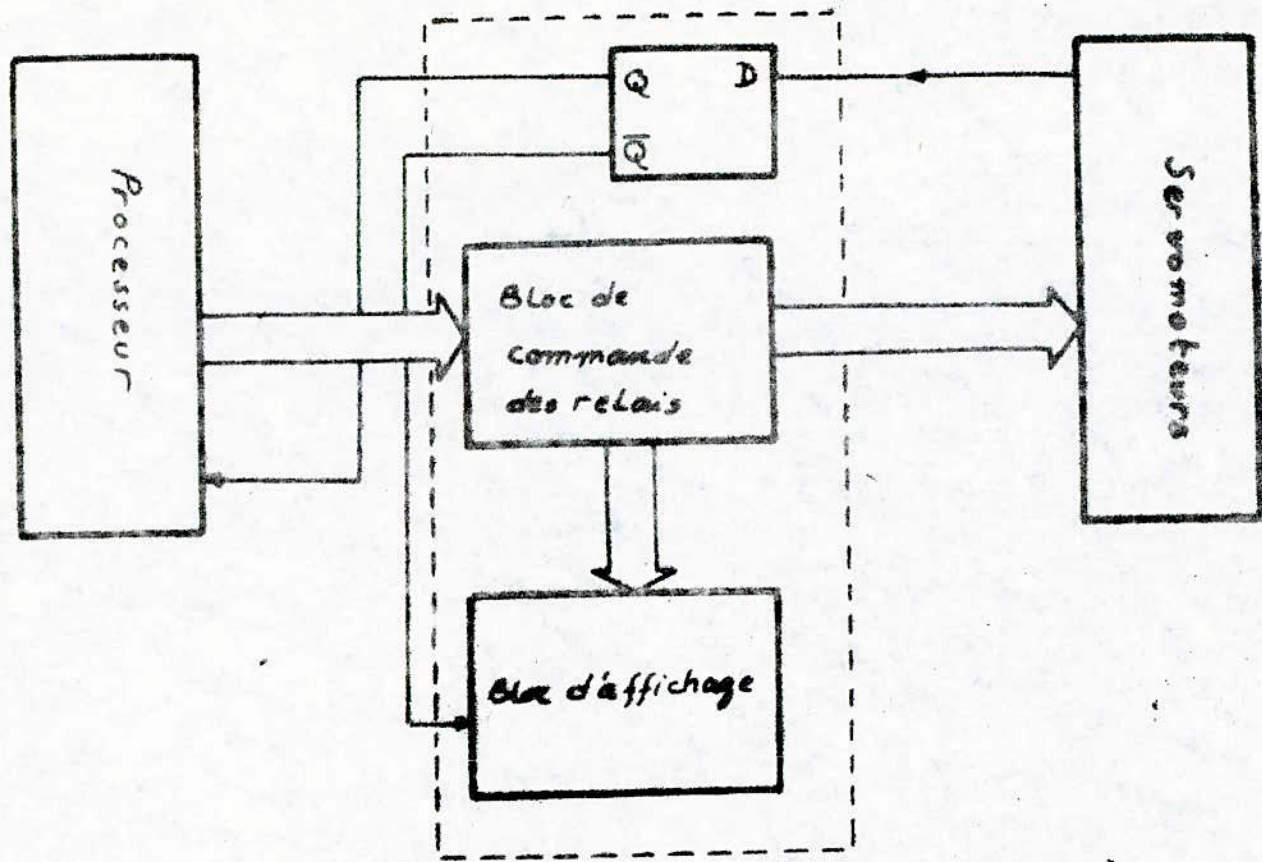 Processeur
Q D
Q̅
Bloc de
commande
des relais
Servomoteurs
Bloc d'affichage